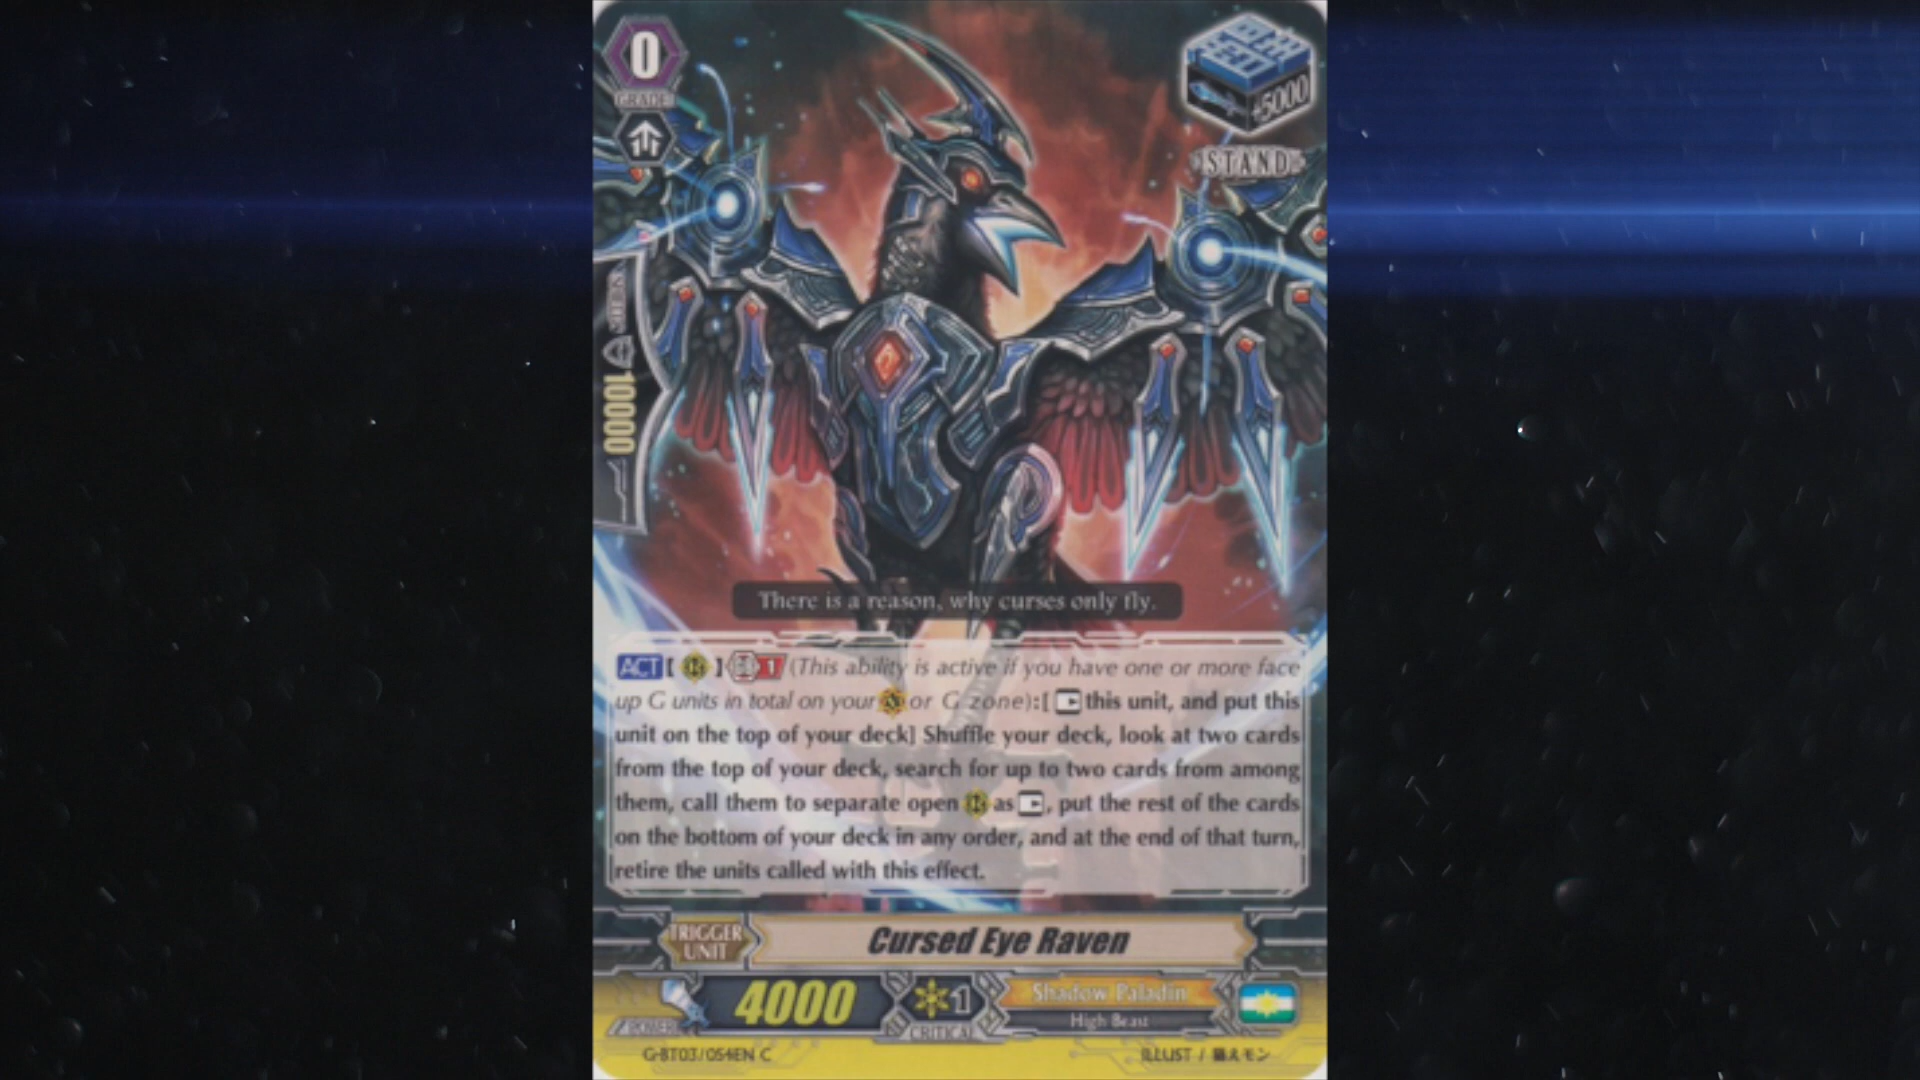 0
GRADE
+5000
STAND
SHIELD
10000
There is a reason, why curses only fly.
ACT[ ] 1 (This ability is active if you have one or more face
up G units in total on your or G zone):[ this unit, and put this
unit on the top of your deck] Shuffle your deck, look at two cards
from the top of your deck, search for up to two cards from among
them, call them to separate open as , put the rest of the cards
on the bottom of your deck in any order, and at the end of that turn,
retire the units called with this effect.
TRIGGER
UNIT
Cursed Eye Raven
POWER
4000
1
CRITICAL
Shadow Paladin
High Beast
G-BT03/054EN C
ILLUST / 猫えモン